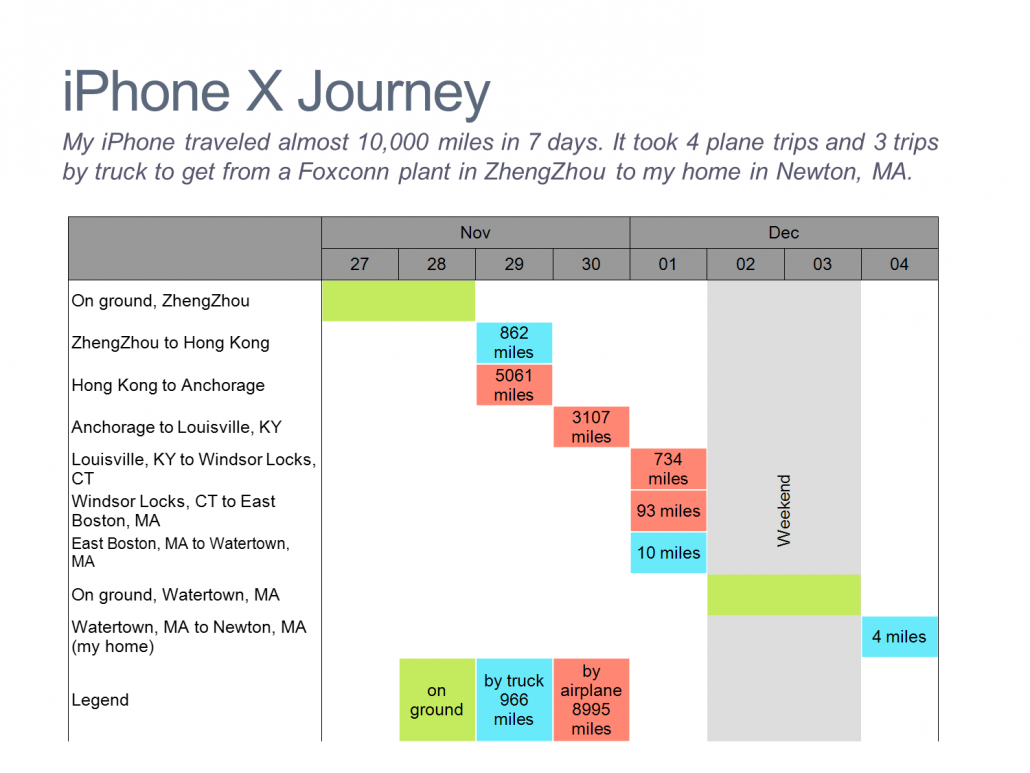 iPhone X Journey
My iPhone traveled almost 10,000 miles in 7 days. It took 4 plane trips and 3 trips
by truck to get from a Foxconn plant in ZhengZhou to my home in Newton, MA.
Nov
Dec
27
28
29
30
01
02
03
04
On ground, ZhengZhou
ZhengZhou to Hong Kong
862
miles
Hong Kong to Anchorage
5061
miles
Anchorage to Louisville, KY
3107
miles
Louisville, KY to Windsor Locks,
CT
734
miles
Windsor Locks, CT to East
Boston, MA
93 miles
East Boston, MA to Watertown,
MA
10 miles
Weekend
On ground, Watertown, MA
Watertown, MA to Newton, MA
(my home)
4 miles
Legend
on
ground
by truck
966
miles
by
airplane
8995
miles